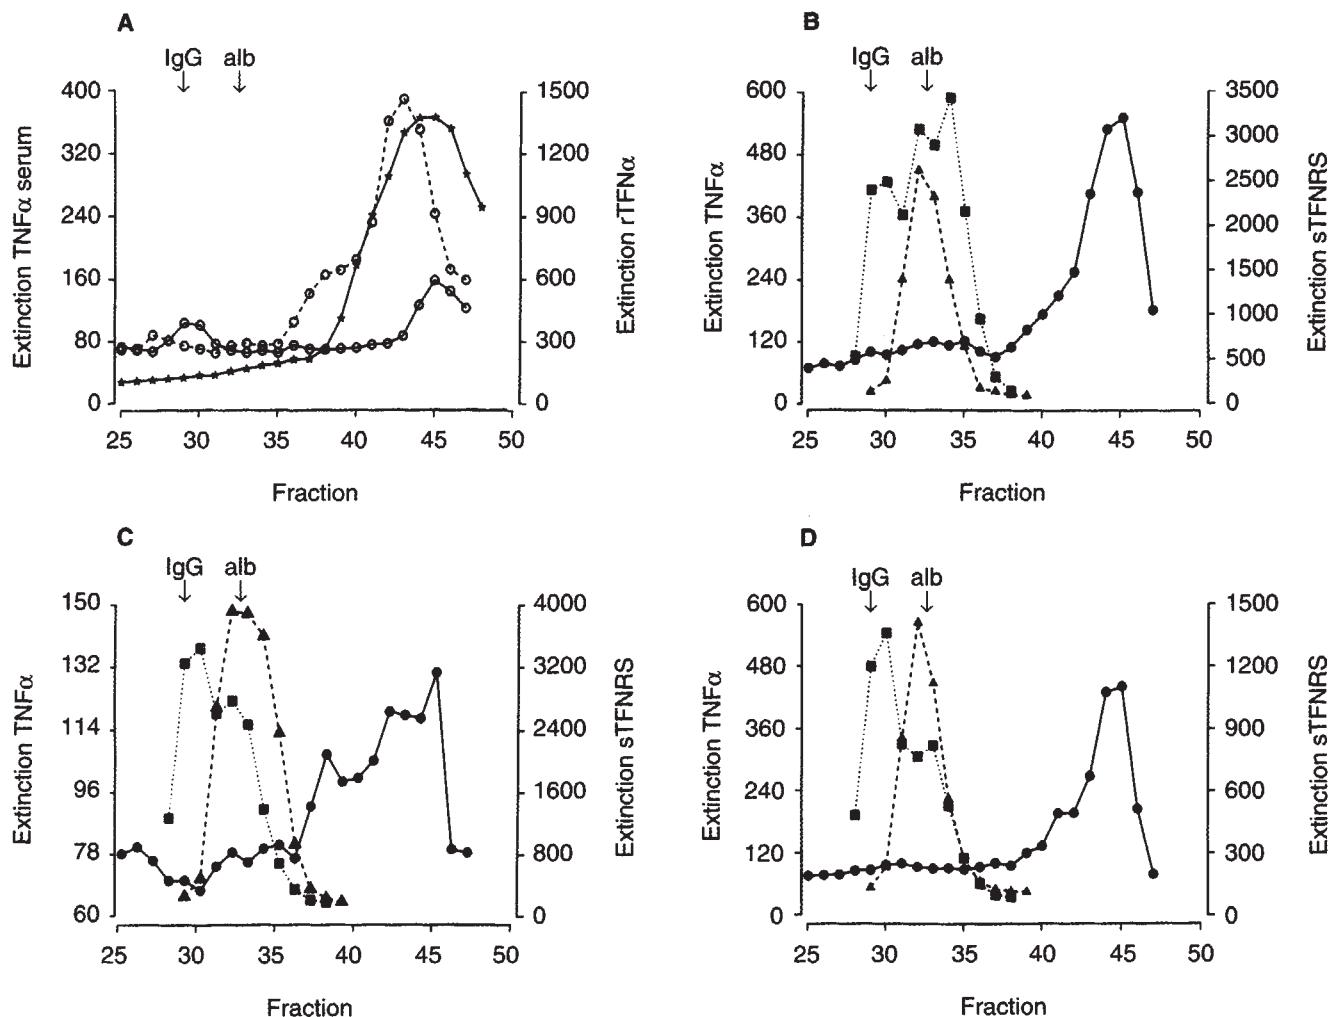 A
IgG alb
400 1500
320 1200
240 900
160 600
80 300
0 0
25 30 35 40 45 50
Fraction
Extinction TNFα serum
Extinction rTFNα
B
IgG alb
600 3500
3000
480
2500
360
2000
240 1500
1000
120
500
0 0
25 30 35 40 45 50
Fraction
Extinction TNFα
Extinction sTFNRS
C
IgG alb
150 4000
132 3200
114 2400
96 1600
78 800
60 0
25 30 35 40 45 50
Fraction
Extinction TNFα
Extinction sTFNRS
D
IgG alb
600 1500
480 1200
360 900
240 600
120 300
0 0
25 30 35 40 45 50
Fraction
Extinction TNFα
Extinction sTFNRS